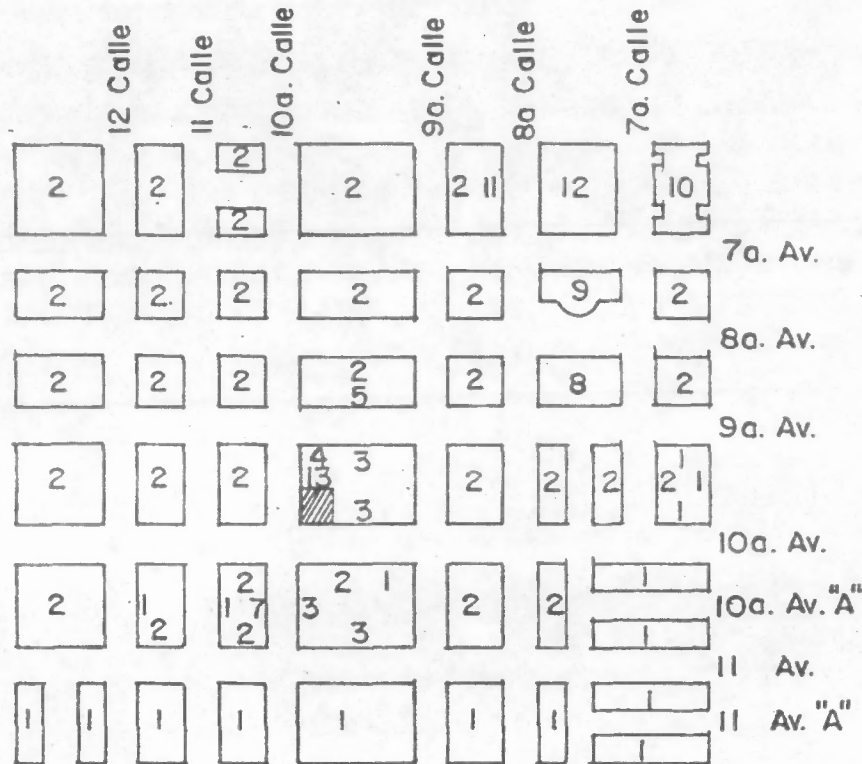 12 Calle
11 Calle
10a. Calle
9a. Calle
8a Calle
7a. Calle
2 2 2 2 2 11 12 10
2
7a. Av.
2 2 2 2 2 9 2
8a. Av.
2 2 2 2 5 2 8 2
9a. Av.
2 2 2 4 3 2 2 2 2 1
13 1
3 1
10a. Av.
2 1 2 2 1 2 1
1 7 3 2 2 10a. Av. "A"
2 2 3 1
11 Av.
1 1 1 1 1 1 1 1
11 Av. "A"
1